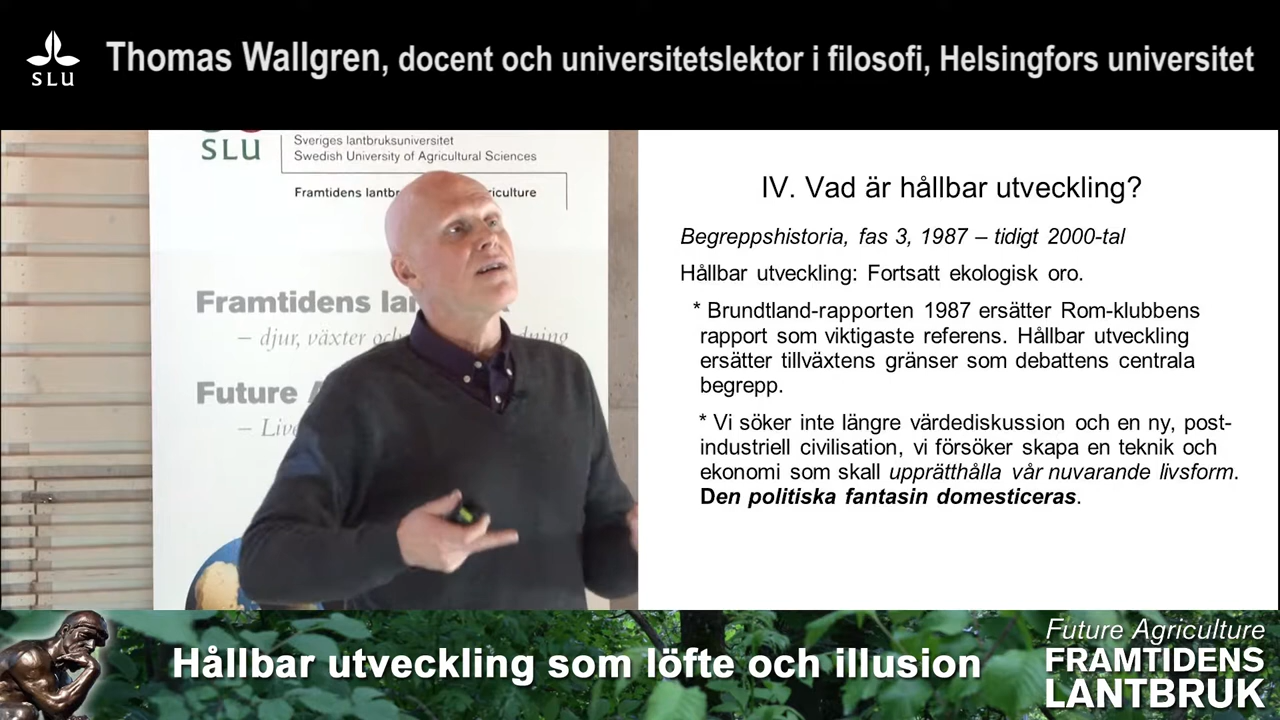 SLU
Thomas Wallgren, docent och universitetslektor i filosofi, Helsingfors universitet
SLU
Sveriges lantbruksuniversitet
Swedish University of Agricultural Sciences
Framtidens
Framtidens
– djur, växter
Future
IV. Vad är hållbar utveckling?
Begreppshistoria, fas 3, 1987 – tidigt 2000-tal
Hållbar utveckling: Fortsatt ekologisk oro.
* Brundtland-rapporten 1987 ersätter Rom-klubbens
rapport som viktigaste referens. Hållbar utveckling
ersätter tillväxtens gränser som debattens centrala
begrepp.
* Vi söker inte längre värdediskussion och en ny, post-
industriell civilisation, vi försöker skapa en teknik och
ekonomi som skall upprätthålla vår nuvarande livsform.
Den politiska fantasin domesticeras.
Hållbar utveckling som löfte och illusion
Future Agriculture
FRAMTIDENS
LANTBRUK